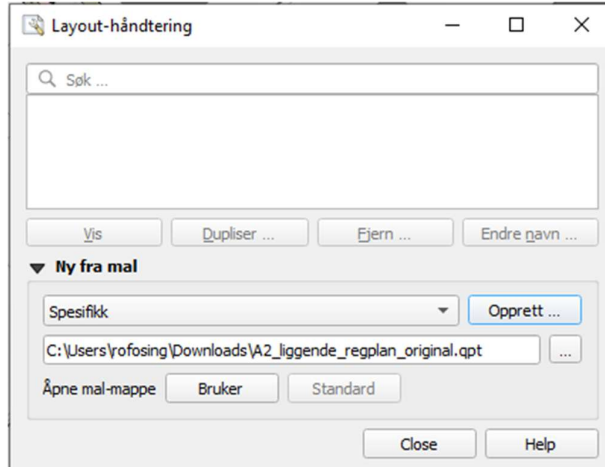 Layout-håndtering
Søk ...
Vis Dupliser ... Fjern ... Endre navn ...
Ny fra mal
Spesifikk Opprett ...
C:\Users\rofosing\Downloads\A2_liggende_regplan_original.qpt ...
Åpne mal-mappe Bruker Standard
Close Help